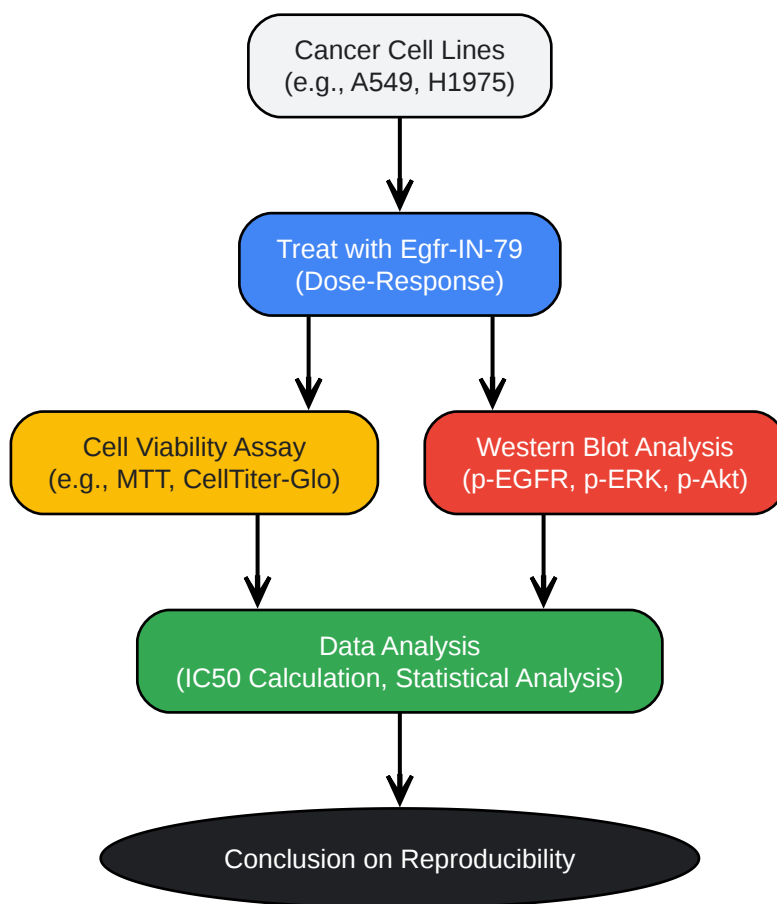 Cancer Cell Lines
(e.g., A549, H1975)
Treat with Egfr-IN-79
(Dose-Response)
Cell Viability Assay
(e.g., MTT, CellTiter-Glo)
Western Blot Analysis
(p-EGFR, p-ERK, p-Akt)
Data Analysis
(IC50 Calculation, Statistical Analysis)
Conclusion on Reproducibility